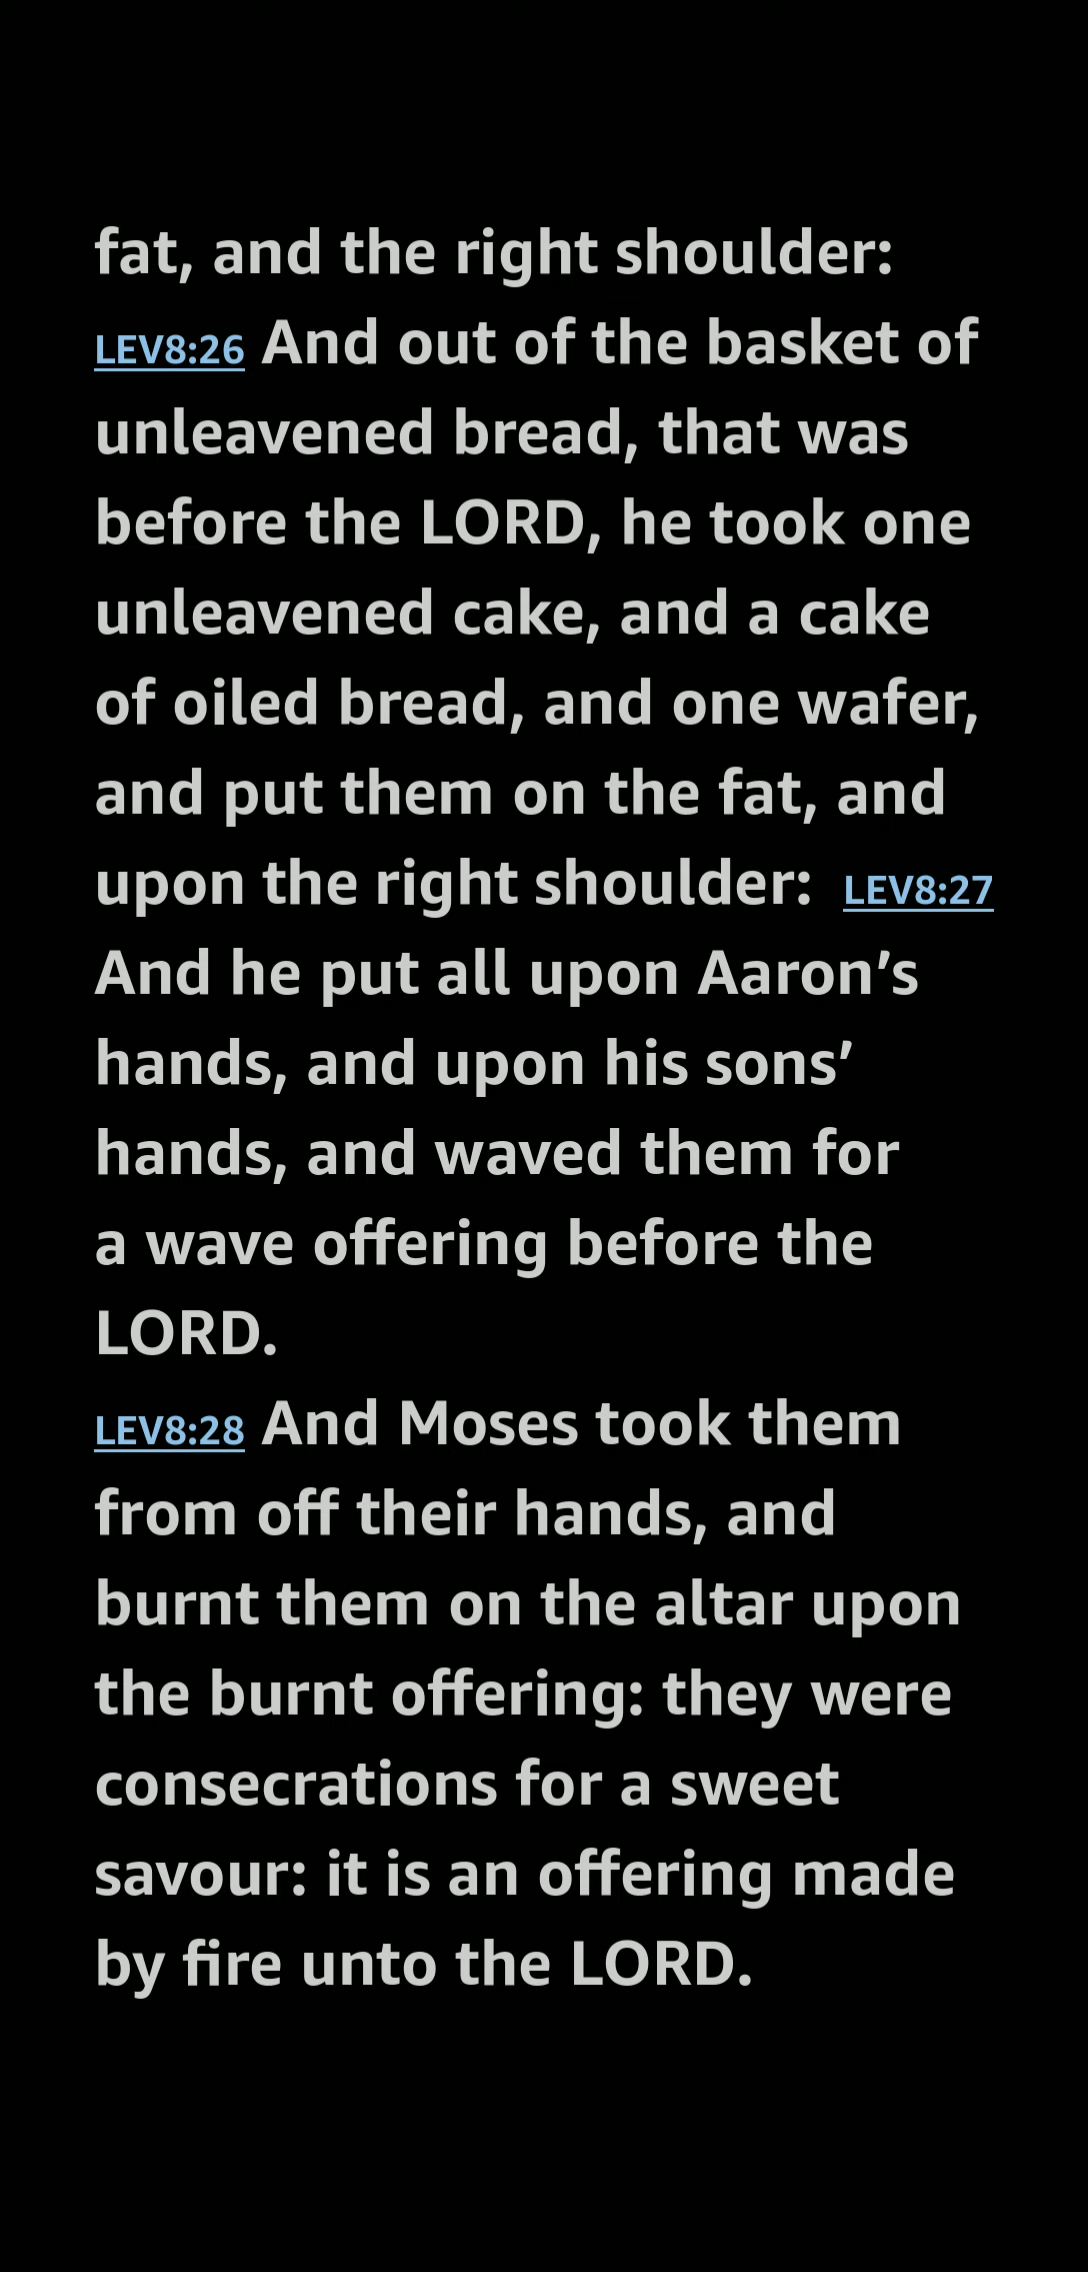 fat, and the right shoulder:
LEV8:26 And out of the basket of
unleavened bread, that was
before the LORD, he took one
unleavened cake, and a cake
of oiled bread, and one wafer,
and put them on the fat, and
upon the right shoulder: LEV8:27
And he put all upon Aaron’s
hands, and upon his sons’
hands, and waved them for
a wave offering before the
LORD.
LEV8:28 And Moses took them
from off their hands, and
burnt them on the altar upon
the burnt offering: they were
consecrations for a sweet
savour: it is an offering made
by fire unto the LORD.